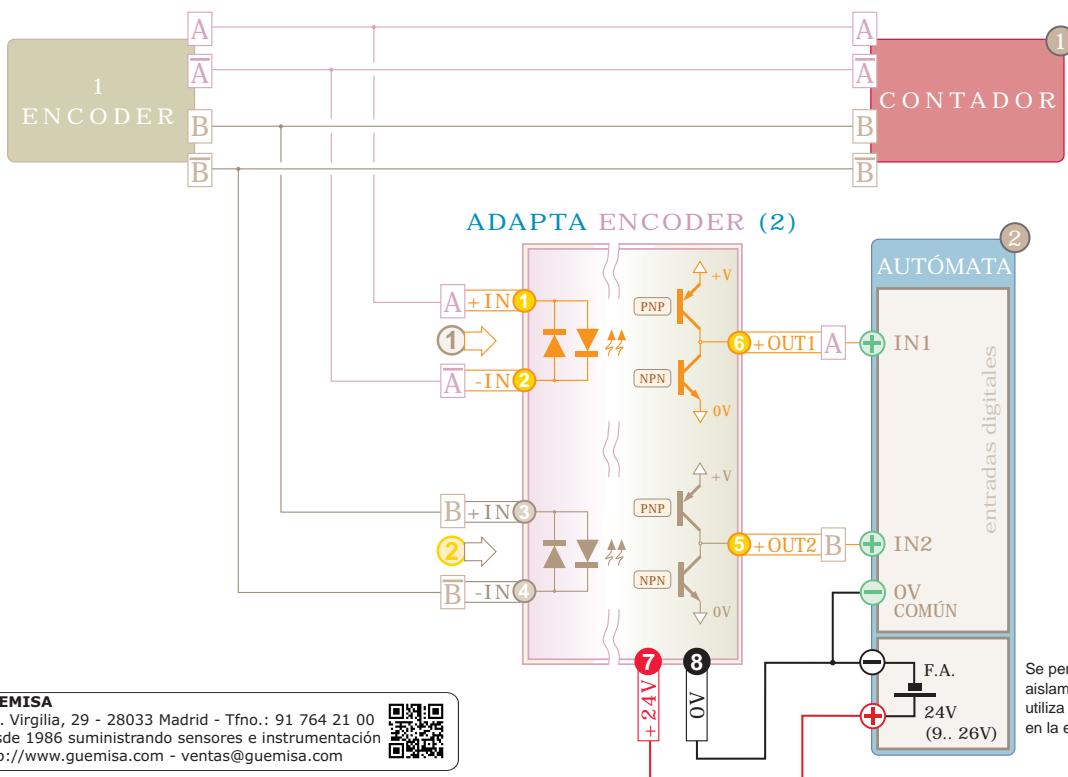 A
A̅
B
B̅
1
ENCODER
A
A̅
B
B̅
1
CONTADOR
ADAPTA ENCODER (2)
2
AUTÓMATA
entradas digitales
A +IN 1
1
A̅ -IN 2
B +IN 3
2
B̅ -IN 4
+V
PNP
NPN
0V
6 +OUT1 A + IN1
+V
PNP
NPN
0V
5 +OUT2 B + IN2
0V
COMÚN
7
+24V
8
0V
F.A.
24V
(9.. 26V)
Se
aislam
utiliza
en la
EMISA
. Virgilia, 29 - 28033 Madrid - Tfno.: 91 764 21 00
sde 1986 suministrando sensores e instrumentación
p://www.guemisa.com - ventas@guemisa.com